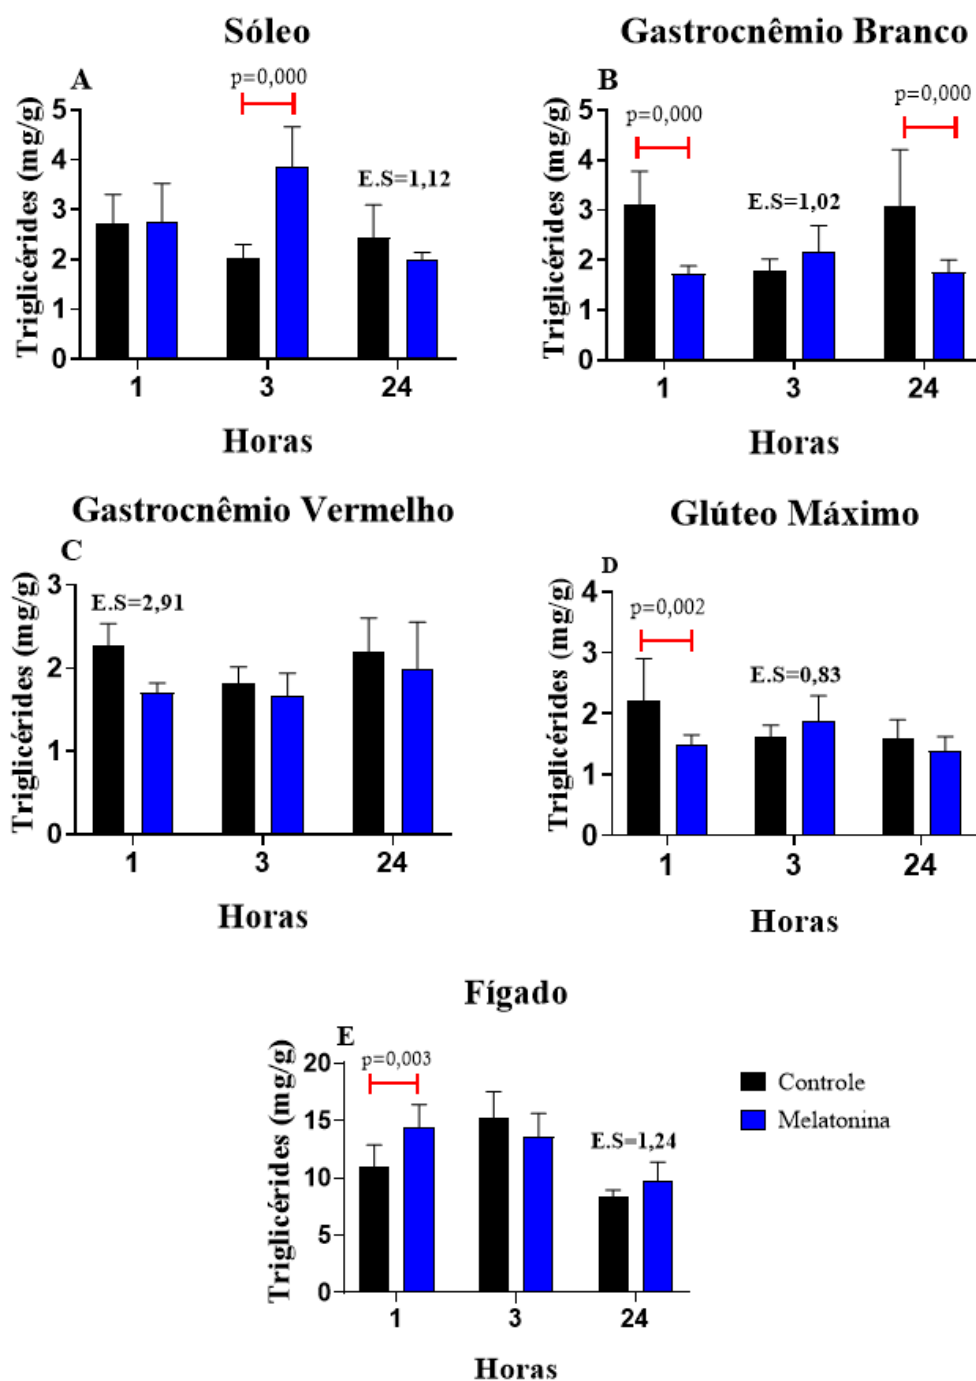 Sóleo
A
p=0,000
E.S=1,12
Triglicérides (mg/g)
5
4
3
2
1
0
1 3 24
Horas
Gastrocnêmio Branco
B
p=0,000
p=0,000
E.S=1,02
Triglicérides (mg/g)
5
4
3
2
1
0
1 3 24
Horas
Gastrocnêmio Vermelho
C
E.S=2,91
Triglicérides (mg/g)
3
2
1
0
1 3 24
Horas
Glúteo Máximo
D
p=0,002
E.S=0,83
Triglicérides (mg/g)
4
3
2
1
0
1 3 24
Horas
Fígado
E
p=0,003
E.S=1,24
Triglicérides (mg/g)
20
15
10
5
0
1 3 24
Horas
Controle
Melatonina